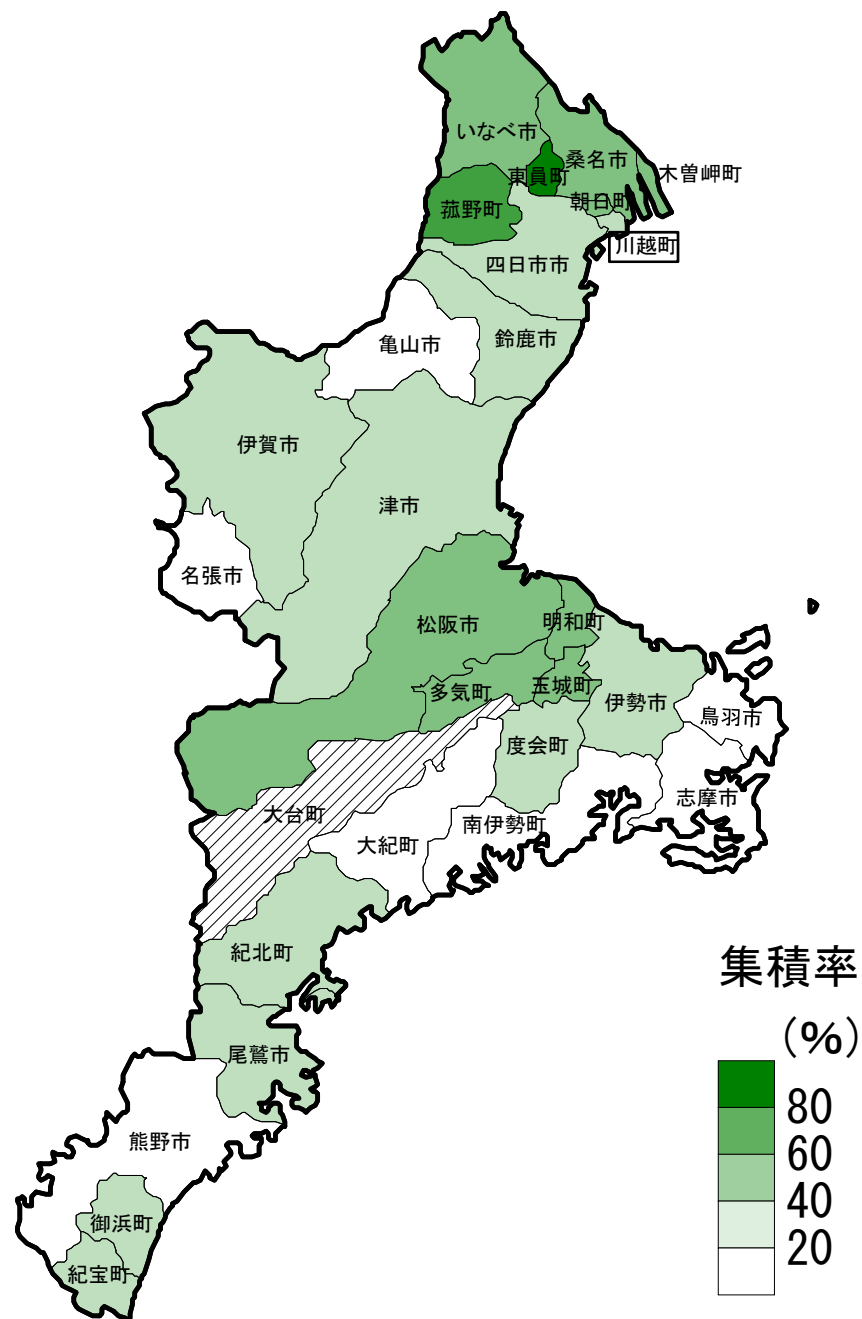 いなべ市
桑名市
木曽岬町
東員町
菰野町
朝日町
川越町
四日市市
亀山市
鈴鹿市
伊賀市
津市
名張市
松阪市
明和町
多気町
玉城町
伊勢市
鳥羽市
度会町
志摩市
大台町
南伊勢町
大紀町
紀北町
尾鷲市
熊野市
御浜町
紀宝町
集積率
(%)
80
60
40
20